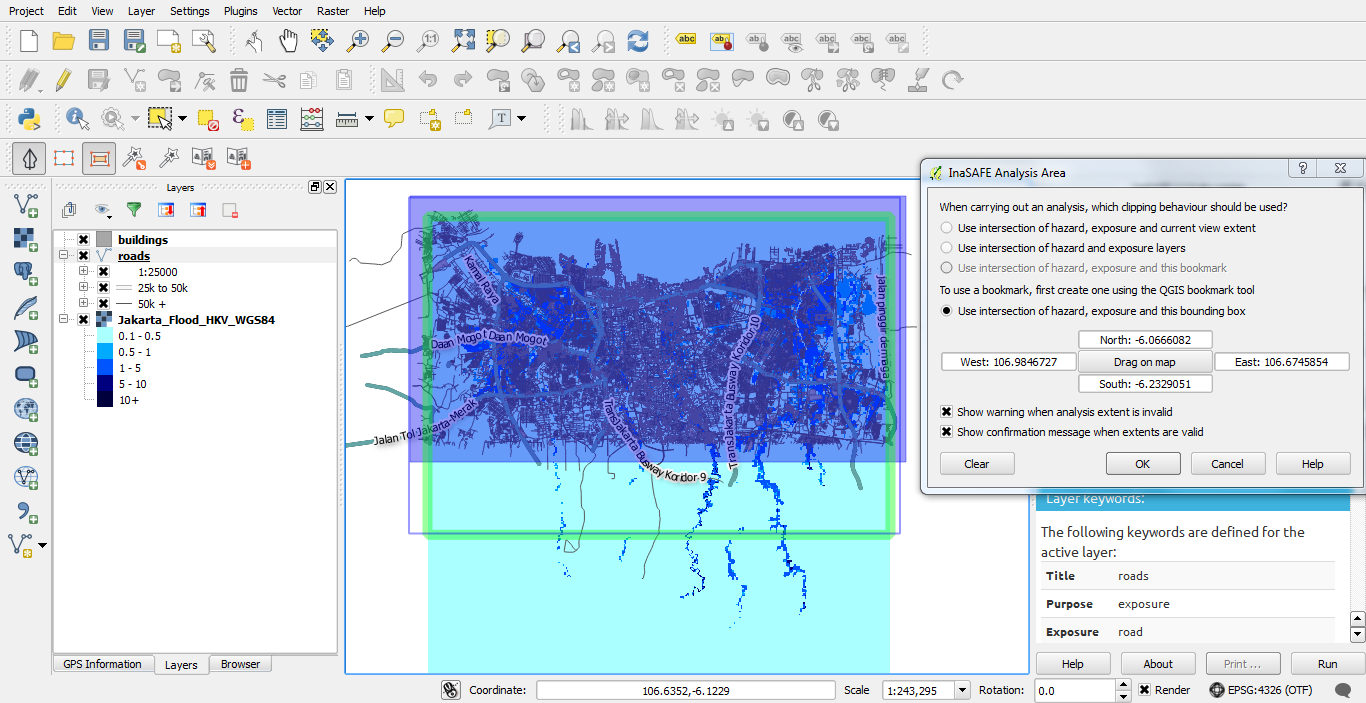 Project Edit View Layer Settings Plugins Vector Raster Help
1:1
abc abc ab abc abc abc abc
T
Layers
buildings
roads
1:25000
25k to 50k
50k +
Jakarta_Flood_HKV_WGS84
0.1 - 0.5
0.5 - 1
1 - 5
5 - 10
10+
GPS Information Layers Browser
Kamal Raya
Daan Mogot Daan Mogot
Jalan Tol Jakarta-Merak
TransJakarta Busway Koridor 9
TransJakarta Busway Koridor 10
InaSAFE Analysis Area
?
When carrying out an analysis, which clipping behaviour should be used?
Use intersection of hazard, exposure and current view extent
Use intersection of hazard and exposure layers
Use intersection of hazard, exposure and this bookmark
To use a bookmark, first create one using the QGIS bookmark tool
Use intersection of hazard, exposure and this bounding box
North: -6.0666082
West: 106.9846727 Drag on map East: 106.6745854
South: -6.2329051
Show warning when analysis extent is invalid
Show confirmation message when extents are valid
Clear OK Cancel Help
Layer keywords:
The following keywords are defined for the
active layer:
Title roads
Purpose exposure
Exposure road
Help About Print ... Run
Coordinate: 106.6352,-6.1229 Scale 1:243,295 Rotation: 0.0 Render EPSG:4326 (OTF)